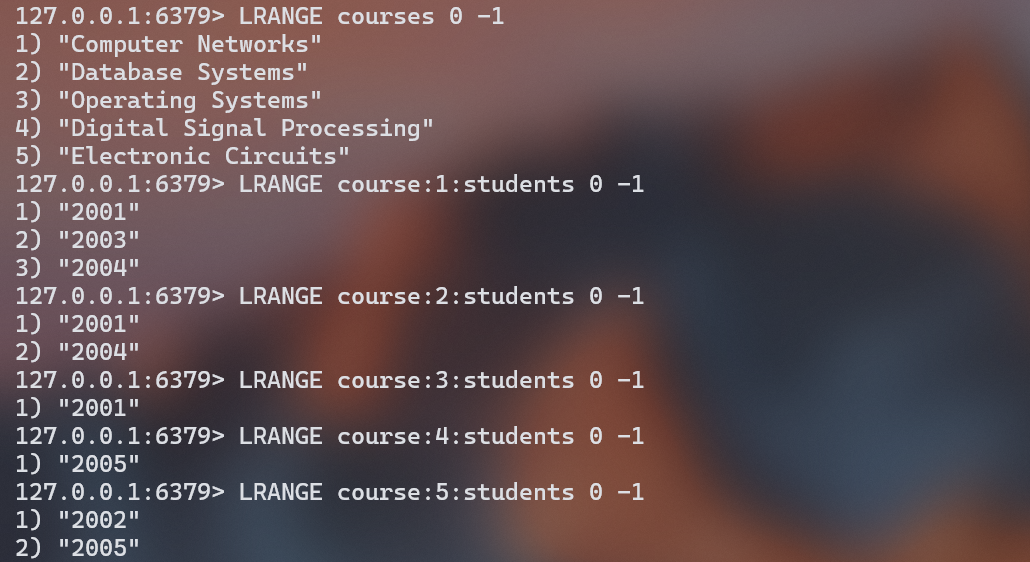 127.0.0.1:6379> LRANGE courses 0 -1
1) "Computer Networks"
2) "Database Systems"
3) "Operating Systems"
4) "Digital Signal Processing"
5) "Electronic Circuits"
127.0.0.1:6379> LRANGE course:1:students 0 -1
1) "2001"
2) "2003"
3) "2004"
127.0.0.1:6379> LRANGE course:2:students 0 -1
1) "2001"
2) "2004"
127.0.0.1:6379> LRANGE course:3:students 0 -1
1) "2001"
127.0.0.1:6379> LRANGE course:4:students 0 -1
1) "2005"
127.0.0.1:6379> LRANGE course:5:students 0 -1
1) "2002"
2) "2005"